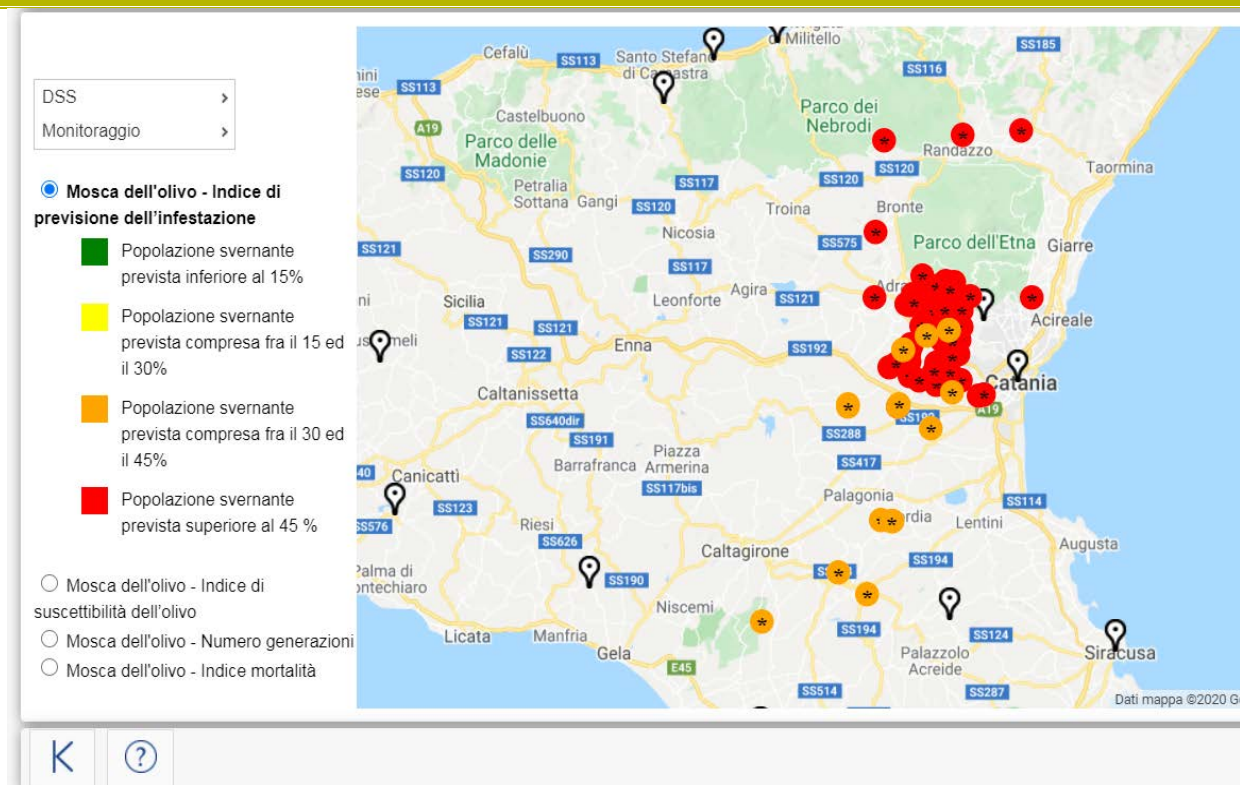 DSS
Monitoraggio
Mosca dell'olivo - Indice di
previsione dell'infestazione
Popolazione svernante
prevista inferiore al 15%
Popolazione svernante
prevista compresa fra il 15 ed
il 30%
Popolazione svernante
prevista compresa fra il 30 ed
il 45%
Popolazione svernante
prevista superiore al 45 %
Mosca dell'olivo - Indice di
suscettibilità dell'olivo
Mosca dell'olivo - Numero generazioni
Mosca dell'olivo - Indice mortalità
di Militello
Cefalù
SS113
Santo Stefano
di Camastra
SS185
SS116
SS113
Castelbuono
Parco dei
Nebrodi
A19
Parco delle
Madonie
Randazzo
Taormina
SS120
SS120
SS120
Petralia
Sottana
Gangi
SS117
SS120
Troina
Bronte
Nicosia
SS575
Parco dell'Etna
Giarre
SS121
SS290
SS117
Sicilia
Leonforte
Agira
SS121
Acireale
SS121
SS121
Enna
SS192
SS122
Catania
Caltanissetta
A19
SS640dir
SS192
SS288
SS191
Piazza
Armerina
Barrafranca
SS417
Canicattì
SS117bis
Palagonia
SS123
SS114
SS576
Riesi
Lentini
SS626
Augusta
Caltagirone
SS194
Palma di
SS190
Niscemi
Licata
Manfria
Gela
SS194
SS124
Palazzolo
Acreide
Siracusa
E45
SS514
SS287
Dati mappa ©2020